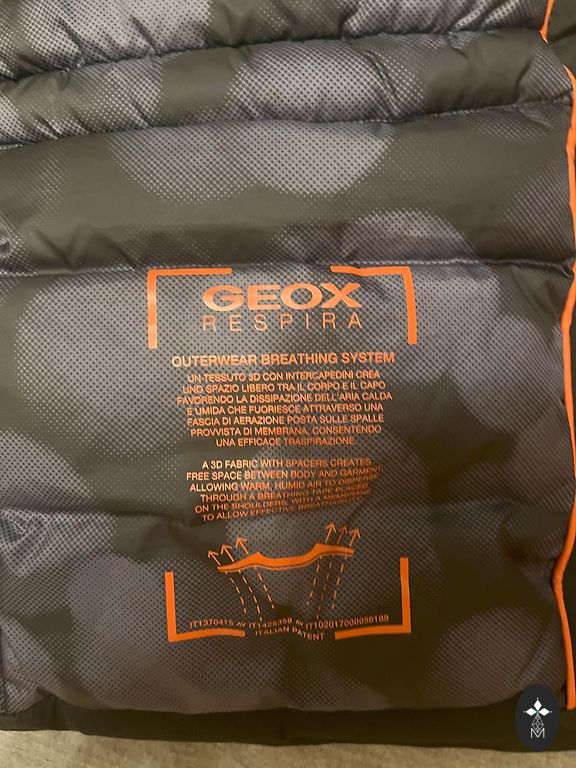 GEOX
RESPIRA
OUTERWEAR BREATHING SYSTEM
UN TESSUTO 3D CON INTERCAPEDINI CREA
UNO SPAZIO LIBERO TRA IL CORPO E IL CAPO
FAVORENDO LA DISSIPAZIONE DELL'ARIA CALDA
E UMIDA CHE FUORIESCE ATTRAVERSO UNA
FASCIA DI AERAZIONE POSTA SULLE SPALLE
PROVVISTA DI MEMBRANA, CONSENTENDO
UNA EFFICACE TRASPIRAZIONE.
A 3D FABRIC WITH SPACERS CREATES
FREE SPACE BETWEEN BODY AND GARMENT,
ALLOWING WARM, HUMID AIR TO DISPERSE
THROUGH A BREATHING TAPE PLACED
ON THE SHOULDERS, WITH A MEMBRANE
TO ALLOW EFFECTIVE
IT1370415 AV IT1426359 AV IT102017000050188
ITALIAN PATENT
M